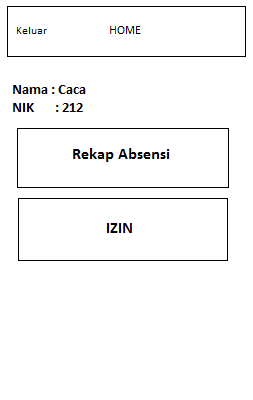 Keluar HOME
Nama : Caca
NIK : 212
Rekap Absensi
IZIN